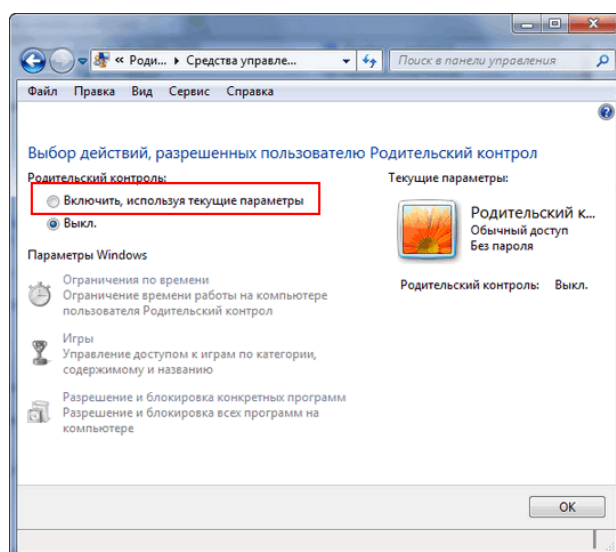 « Роди... ▸ Средства управле...
Поиск в панели управления
Файл Правка Вид Сервис Справка
Выбор действий, разрешенных пользователю Родительский контрол
Родительский контроль:
Включить, используя текущие параметры
Выкл.
Параметры Windows
Ограничения по времени
Ограничение времени работы на компьютере
пользователя Родительский контрол
Игры
Управление доступом к играм по категории,
содержимому и названию
Разрешение и блокировка конкретных программ
Разрешение и блокировка всех программ на
компьютере
Текущие параметры:
Родительский к...
Обычный доступ
Без пароля
Родительский контроль: Выкл.
OK